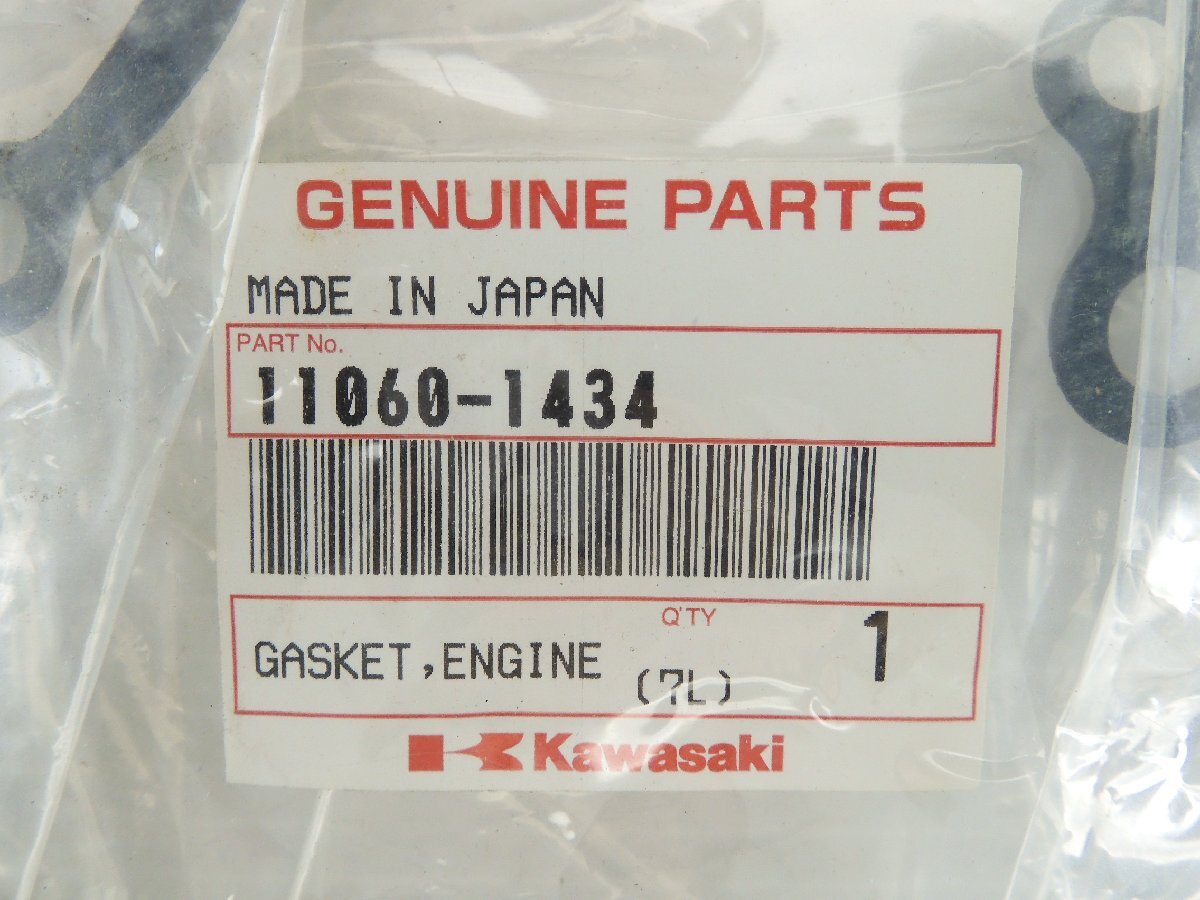 GENUINE PARTS
MADE IN JAPAN
PART No.
11060-1434
Q'TY
GASKET,ENGINE (7L) 1
Kawasaki